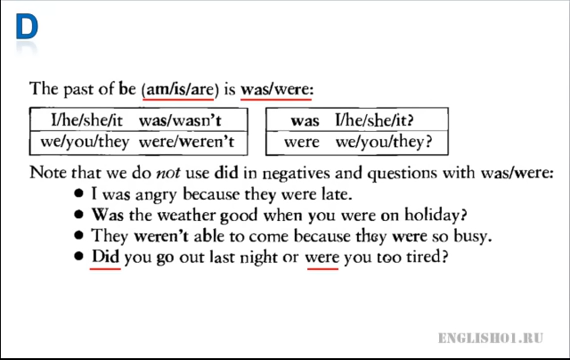 D
The past of be (am/is/are) is was/were:
I/he/she/it was/wasn't
we/you/they were/weren't
was I/he/she/it?
were we/you/they?
Note that we do not use did in negatives and questions with was/were:
• I was angry because they were late.
• Was the weather good when you were on holiday?
• They weren't able to come because they were so busy.
• Did you go out last night or were you too tired?
ENGLISH01.RU